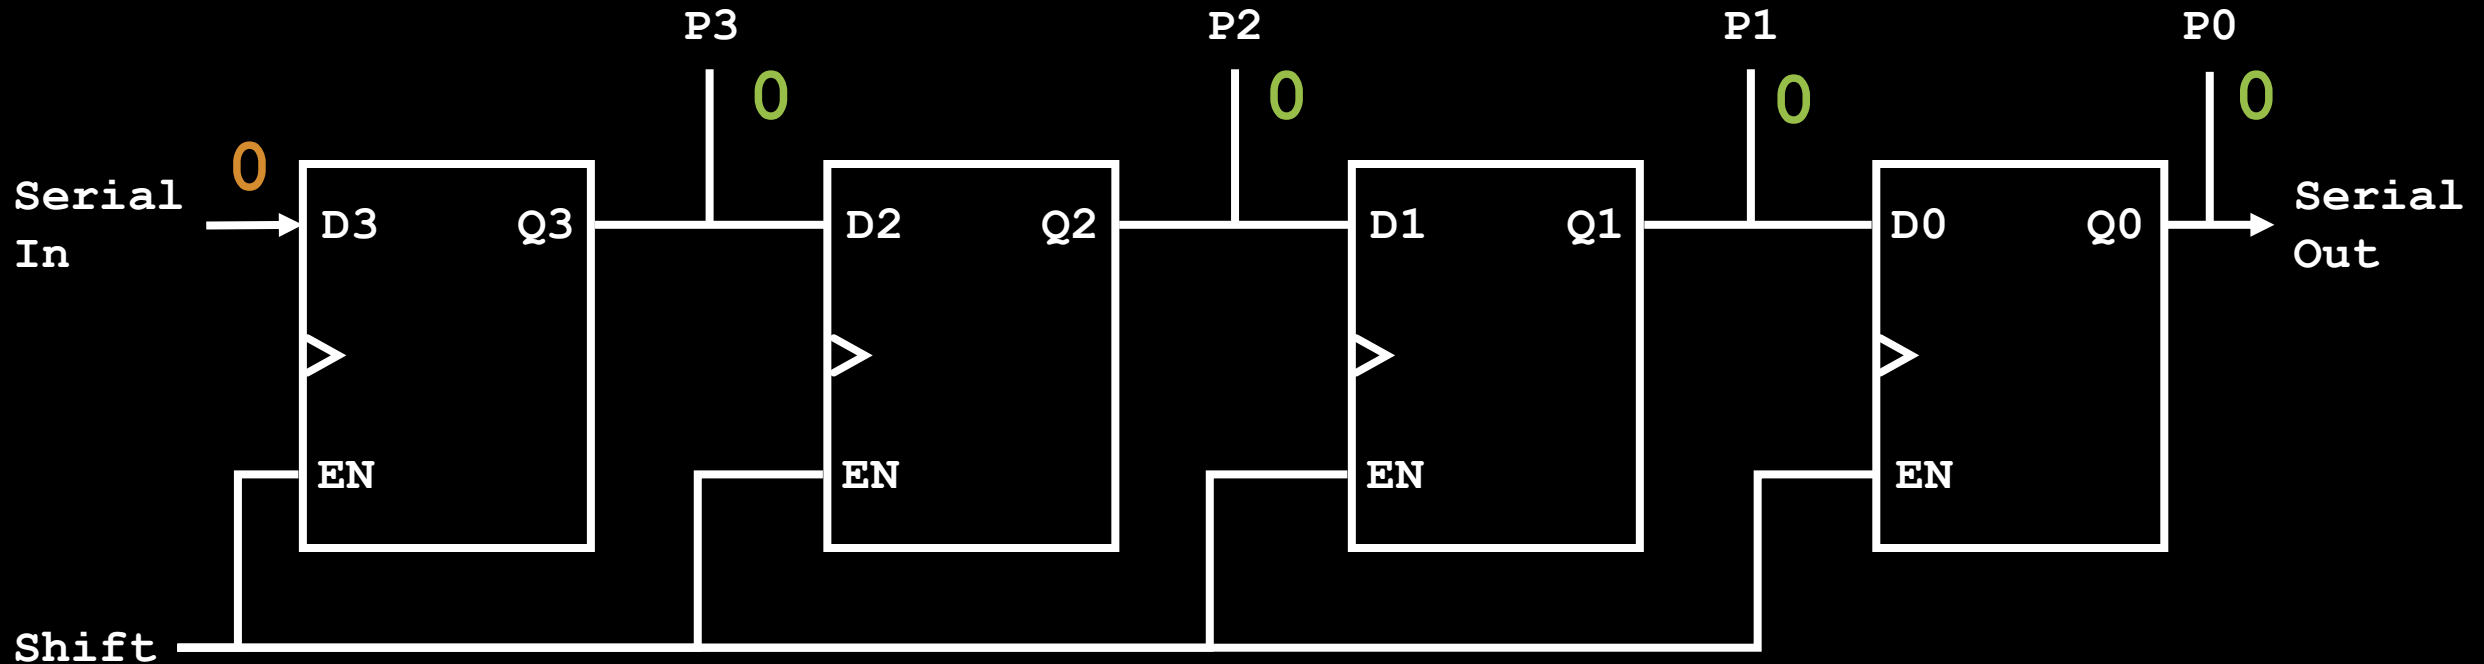 P3 P2 P1 P0
0 0 0 0
0
Serial
In
D3 Q3 D2 Q2 D1 Q1 D0 Q0
Serial
Out
EN EN EN EN
Shift